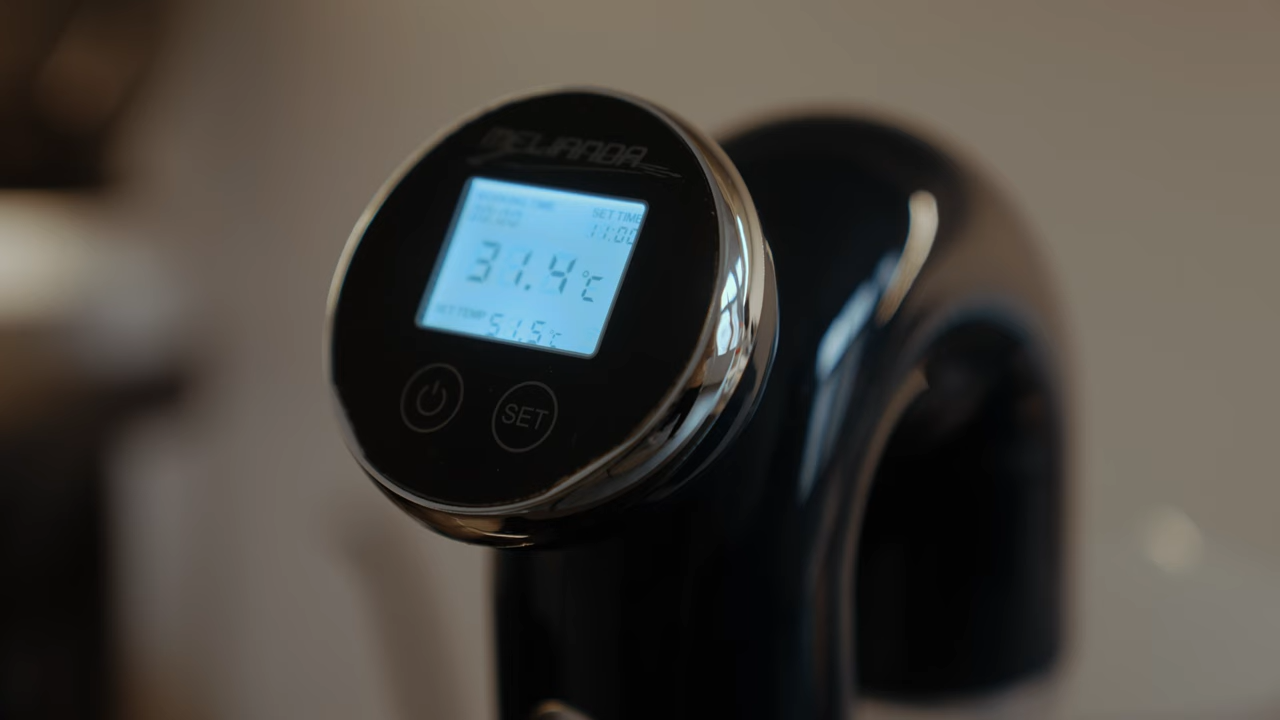 SET TIME
11:00
31.4°C
SET TEMP
51.5°C
SET